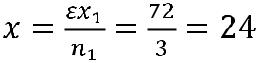 x = εx₁/n₁ = 72/3 = 24